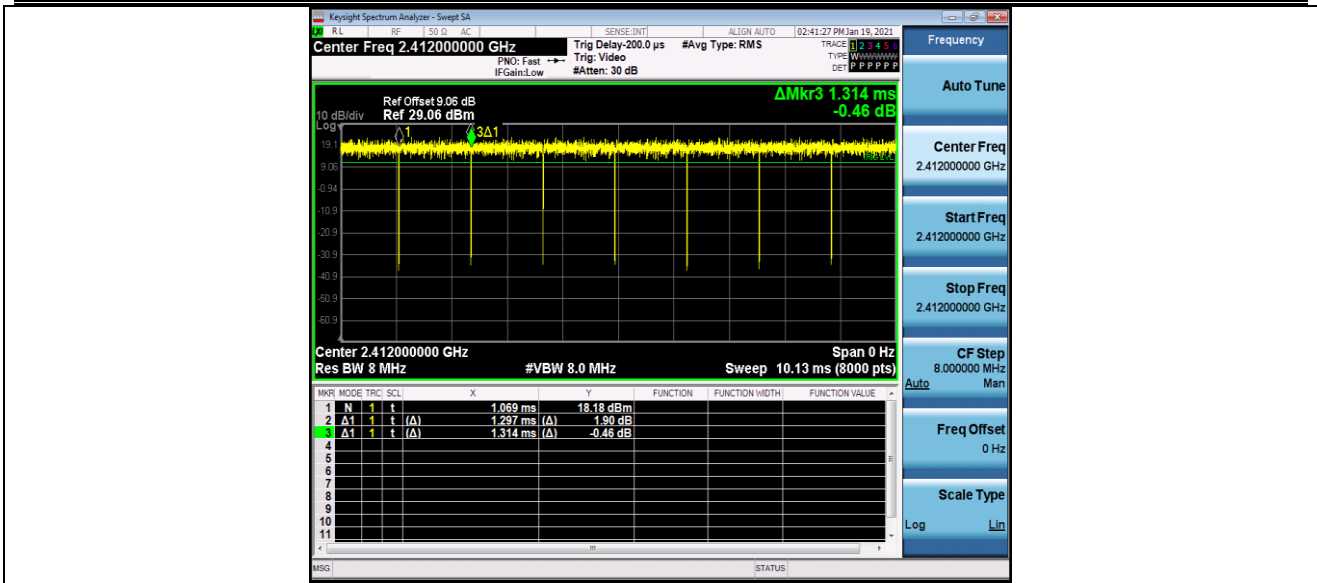 Keysight Spectrum Analyzer - Swept SA
RL RF 50 Ω AC SENSE:INT ALIGN AUTO 02:41:27 PM Jan 19, 2021
Center Freq 2.412000000 GHz
PNO: Fast
IFGain:Low
Trig Delay-200.0 µs
Trig: Video
#Atten: 30 dB
#Avg Type: RMS
TRACE 1 2 3 4 5 6
TYPE WWWWWW
DET P P P P P P
ΔMkr3 1.314 ms
-0.46 dB
Ref Offset 9.06 dB
Ref 29.06 dBm
10 dB/div
Log
1
3Δ1
19.1
9.06
-0.94
-10.9
-20.9
-30.9
-40.9
-50.9
-60.9
Center 2.412000000 GHz
Span 0 Hz
Res BW 8 MHz
#VBW 8.0 MHz
Sweep 10.13 ms (8000 pts)
MKR MODE TRC SCL X Y FUNCTION FUNCTION WIDTH FUNCTION VALUE
1 N 1 t 1.069 ms 18.18 dBm
2 Δ1 1 t (Δ) 1.297 ms (Δ) 1.90 dB
3 Δ1 1 t (Δ) 1.314 ms (Δ) -0.46 dB
4
5
6
7
8
9
10
11
MSG STATUS
Frequency
Auto Tune
Center Freq
2.412000000 GHz
Start Freq
2.412000000 GHz
Stop Freq
2.412000000 GHz
CF Step
8.000000 MHz
Auto Man
Freq Offset
0 Hz
Scale Type
Log Lin